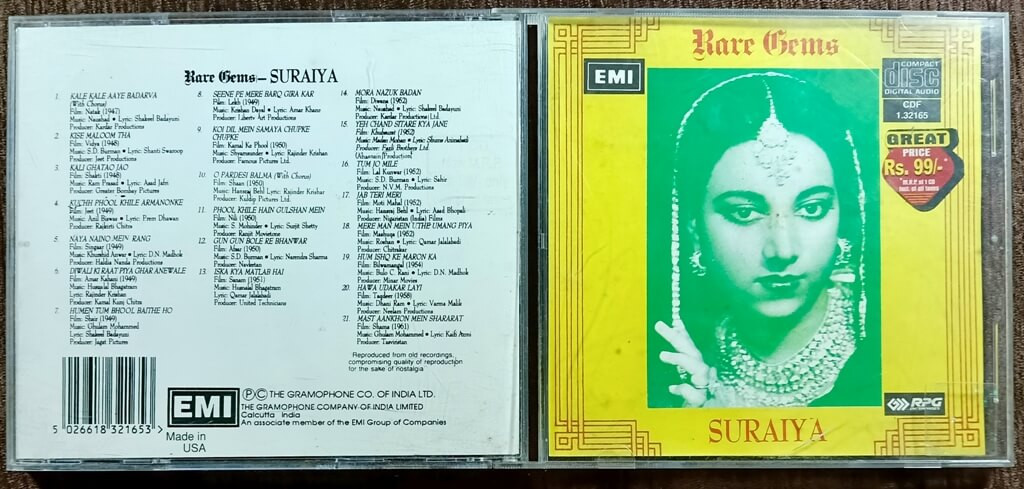 Rare Gems – SURAIYA
1. KALE KALE AAYE BADARVA
(With Chorus)
Film: Natak (1947)
Music: Naushad • Lyric: Shakeel Badayuni
Producer: Kardar Productions
2. KISE MALOOM THA
Film: Vidya (1948)
Music: S.D. Burman • Lyric: Shanti Swaroop
Producer: Jeet Productions
3. KALI GHATAO JAO
Film: Shakti (1948)
Music: Ram Prasad • Lyric: Asad Jafri
Producer: Greater Bombay Pictures
4. KUCHH PHOOL KHILE ARMANONKE
Film: Jeet (1949)
Music: Anil Biswas • Lyric: Prem Dhawan
Producer: Rajkriti Chitra
5. NAYA NAINO MEIN RANG
Film: Singaar (1949)
Music: Khurshid Anwar • Lyric: D.N. Madhok
Producer: Haldia Nanda Productions
6. DIWALI KI RAAT PIYA GHAR ANEWALE
Film: Amar Kahani (1949)
Music: Husnalal Bhagatram
Lyric: Rajinder Krishan
Producer: Kamal Kunj Chitra
7. HUMEN TUM BHOOL BAITHE HO
Film: Shair (1949)
Music: Ghulam Mohammed
Lyric: Shakeel Badayuni
Producer: Jagat Pictures
8. SEENE PE MERE BARQ GIRA KAR
Film: Lekh (1949)
Music: Krishan Dayal • Lyric: Amar Khanr
Producer: Liberty Art Productions
9. KOI DIL MEIN SAMAYA CHUPKE
CHUPKE
Film: Kamal Ke Phool (1950)
Music: Shyamsunder • Lyric: Rajinder Krishan
Producer: Famous Pictures Ltd.
10. O PARDESI BALMA (With Chorus)
Film: Shaan (1950)
Music: Hansraj Behl Lyric: Rajinder Krishan
Producer: Kuldip Pictures Ltd.
11. PHOOL KHILE HAIN GULSHAN MEIN
Film: Nili (1950)
Music: S. Mohinder • Lyric: Surjit Shetty
Producer: Ranjit Movietone
12. GUN GUN BOLE RE BHANWAR
Film: Afsar (1950)
Music: S.D. Burman • Lyric: Narendra Sharma
Producer: Navketan
13. ISKA KYA MATLAB HAI
Film: Sanam (1951)
Music: Husnalal Bhagatram
Lyric: Qamar Jalalabadi
Producer: United Technicians
14. MORA NAZUK BADAN
Film: Diwana (1952)
Music: Naushad • Lyric: Shakeel Badayuni
Producer: Kardar Productions Ltd.
15. YEH CHAND SITARE KYA JANE
Film: Khubsurat (1952)
Music: Madan Mohan • Lyric:
Producer: Fajli Brothers Ltd.
16. TUM JO MILE
Film: Lal Kunwar (1952)
Music: S.D. Burman • Lyric: Sahir
Producer: N.V.M. Productions
17. JAB TERI MERI
Film: Moti Mahal (1952)
Music: Hansraj Behl • Lyric: Asad Bhopali
Producer: Nigaristan (India) Films
18. MERE MAN MEIN UTHE UMANG PIYA
Film: Mashuqa (1952)
Music: Roshan • Lyric: Qamar Jalalabadi
Producer: Chitrakar
19. HUM ISHQ KE MARON KA
Film: Bilwamangal (1954)
Music: Bulo C. Rani • Lyric: D.N. Madhok
Producer: Minar Movies
20. HAWA UDAKAR LAYI
Film: Taqdeer (1958)
Music: Dhani Ram • Lyric: Varma Malik
Producer: Neelam Productions
21. MAST AANKHON MEIN SHARARAT
Film: Shama (1961)
Music: Ghulam Mohammed • Lyric: Kaifi Azmi
Producer: Tasvinstan
Reproduced from old recordings,
compromising quality of reproduction
for the sake of nostalgia
5 026618 321653 >
Made in
USA
EMI
Ⓟ© THE GRAMOPHONE CO. OF INDIA LTD.
THE GRAMOPHONE COMPANY OF INDIA LIMITED
Calcutta India
An associate member of the EMI Group of Companies
Rare Gems
EMI
COMPACT
disc
DIGITAL AUDIO
CDF
1.32165
GREAT
PRICE
Rs. 99/-*
RPG
SURAIYA